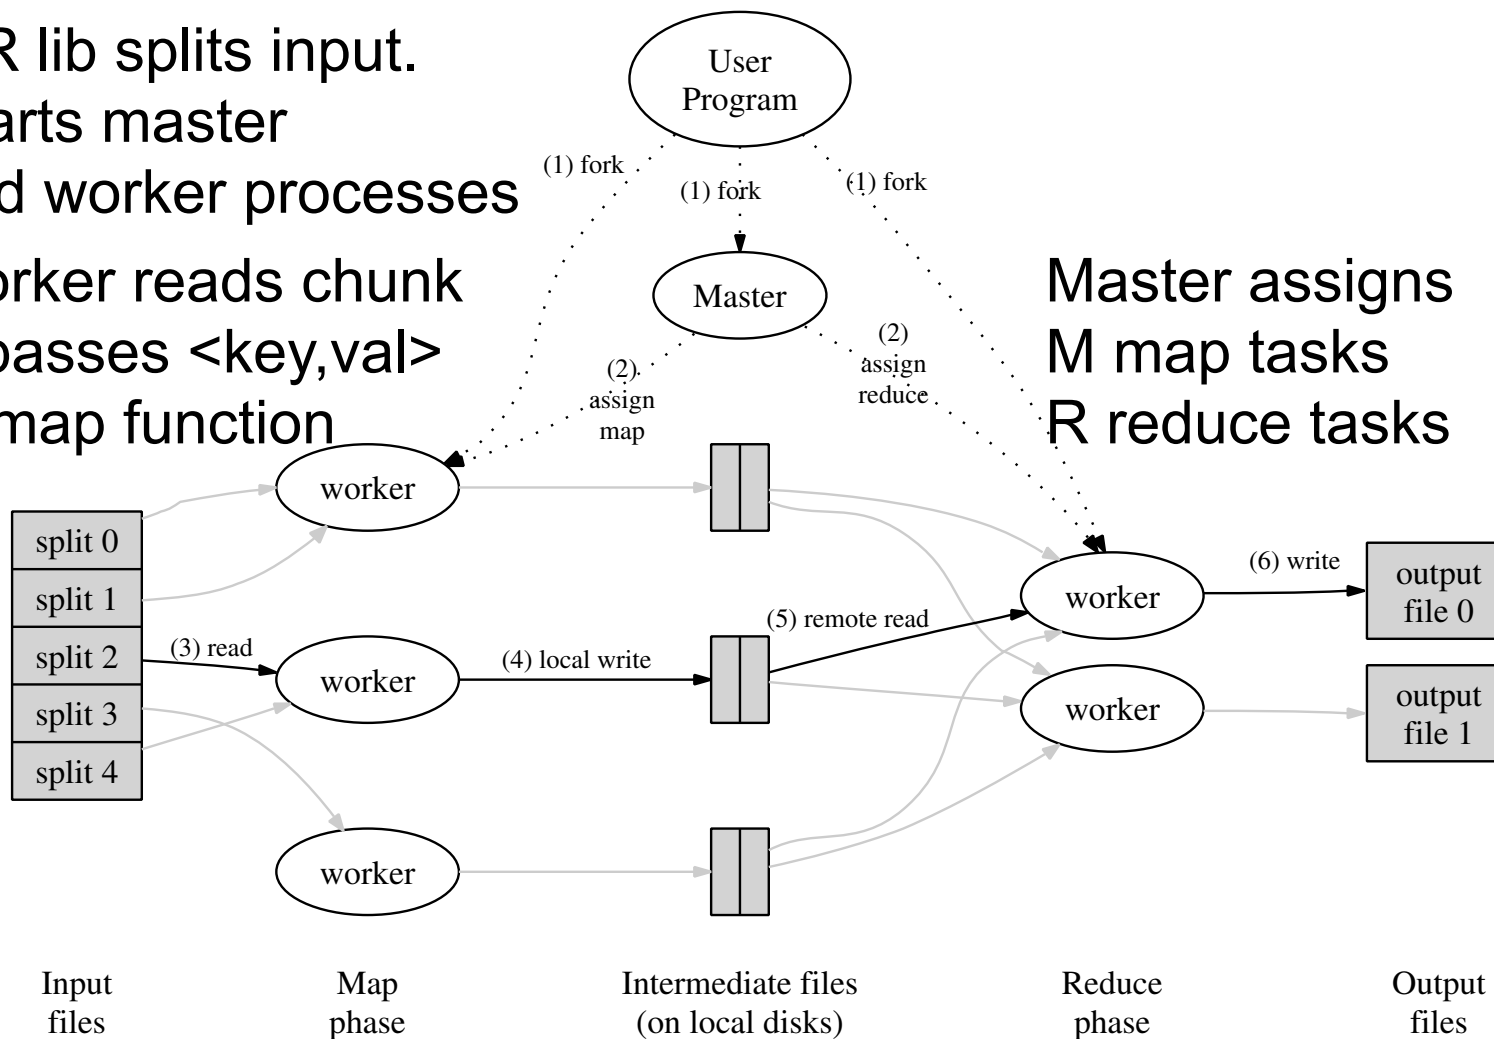 R lib splits input.
arts master
d worker processes
orker reads chunk
passes <key,val>
map function
User
Program
(1) fork
(1) fork
(1) fork
Master
(2)
assign
map
(2)
assign
reduce
Master assigns
M map tasks
R reduce tasks
split 0
split 1
split 2
split 3
split 4
(3) read
worker
worker
worker
(4) local write
(5) remote read
worker
worker
(6) write
output
file 0
output
file 1
Input
files
Map
phase
Intermediate files
(on local disks)
Reduce
phase
Output
files